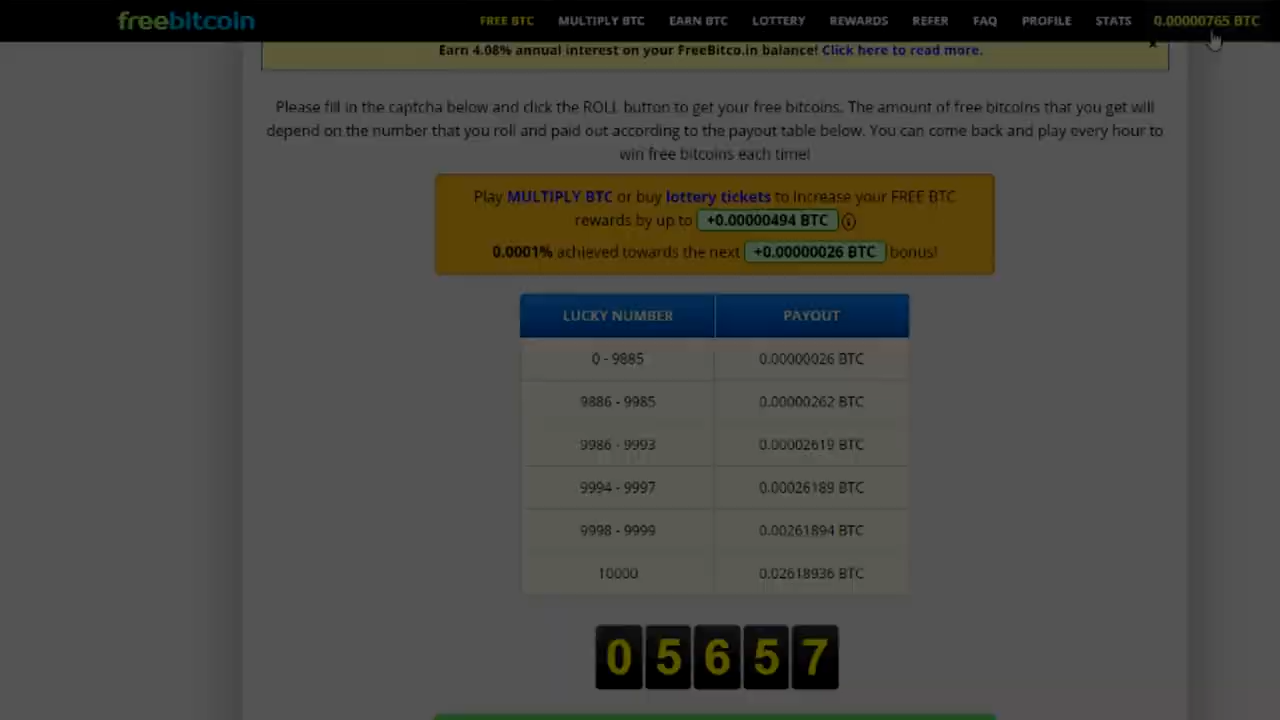 freebitcoin FREE BTC MULTIPLY BTC EARN BTC LOTTERY REWARDS REFER FAQ PROFILE STATS 0.00000765 BTC
Earn 4.08% annual interest on your FreeBitco.in balance! Click here to read more.
Please fill in the captcha below and click the ROLL button to get your free bitcoins. The amount of free bitcoins that you get will
depend on the number that you roll and paid out according to the payout table below. You can come back and play every hour to
win free bitcoins each time!
Play MULTIPLY BTC or buy lottery tickets to increase your FREE BTC
rewards by up to +0.00000494 BTC
0.0001% achieved towards the next +0.00000026 BTC bonus!
LUCKY NUMBER PAYOUT
0 - 9885 0.00000026 BTC
9886 - 9985 0.00000262 BTC
9986 - 9993 0.00002619 BTC
9994 - 9997 0.00026189 BTC
9998 - 9999 0.00261894 BTC
10000 0.02618936 BTC
0 5 6 5 7